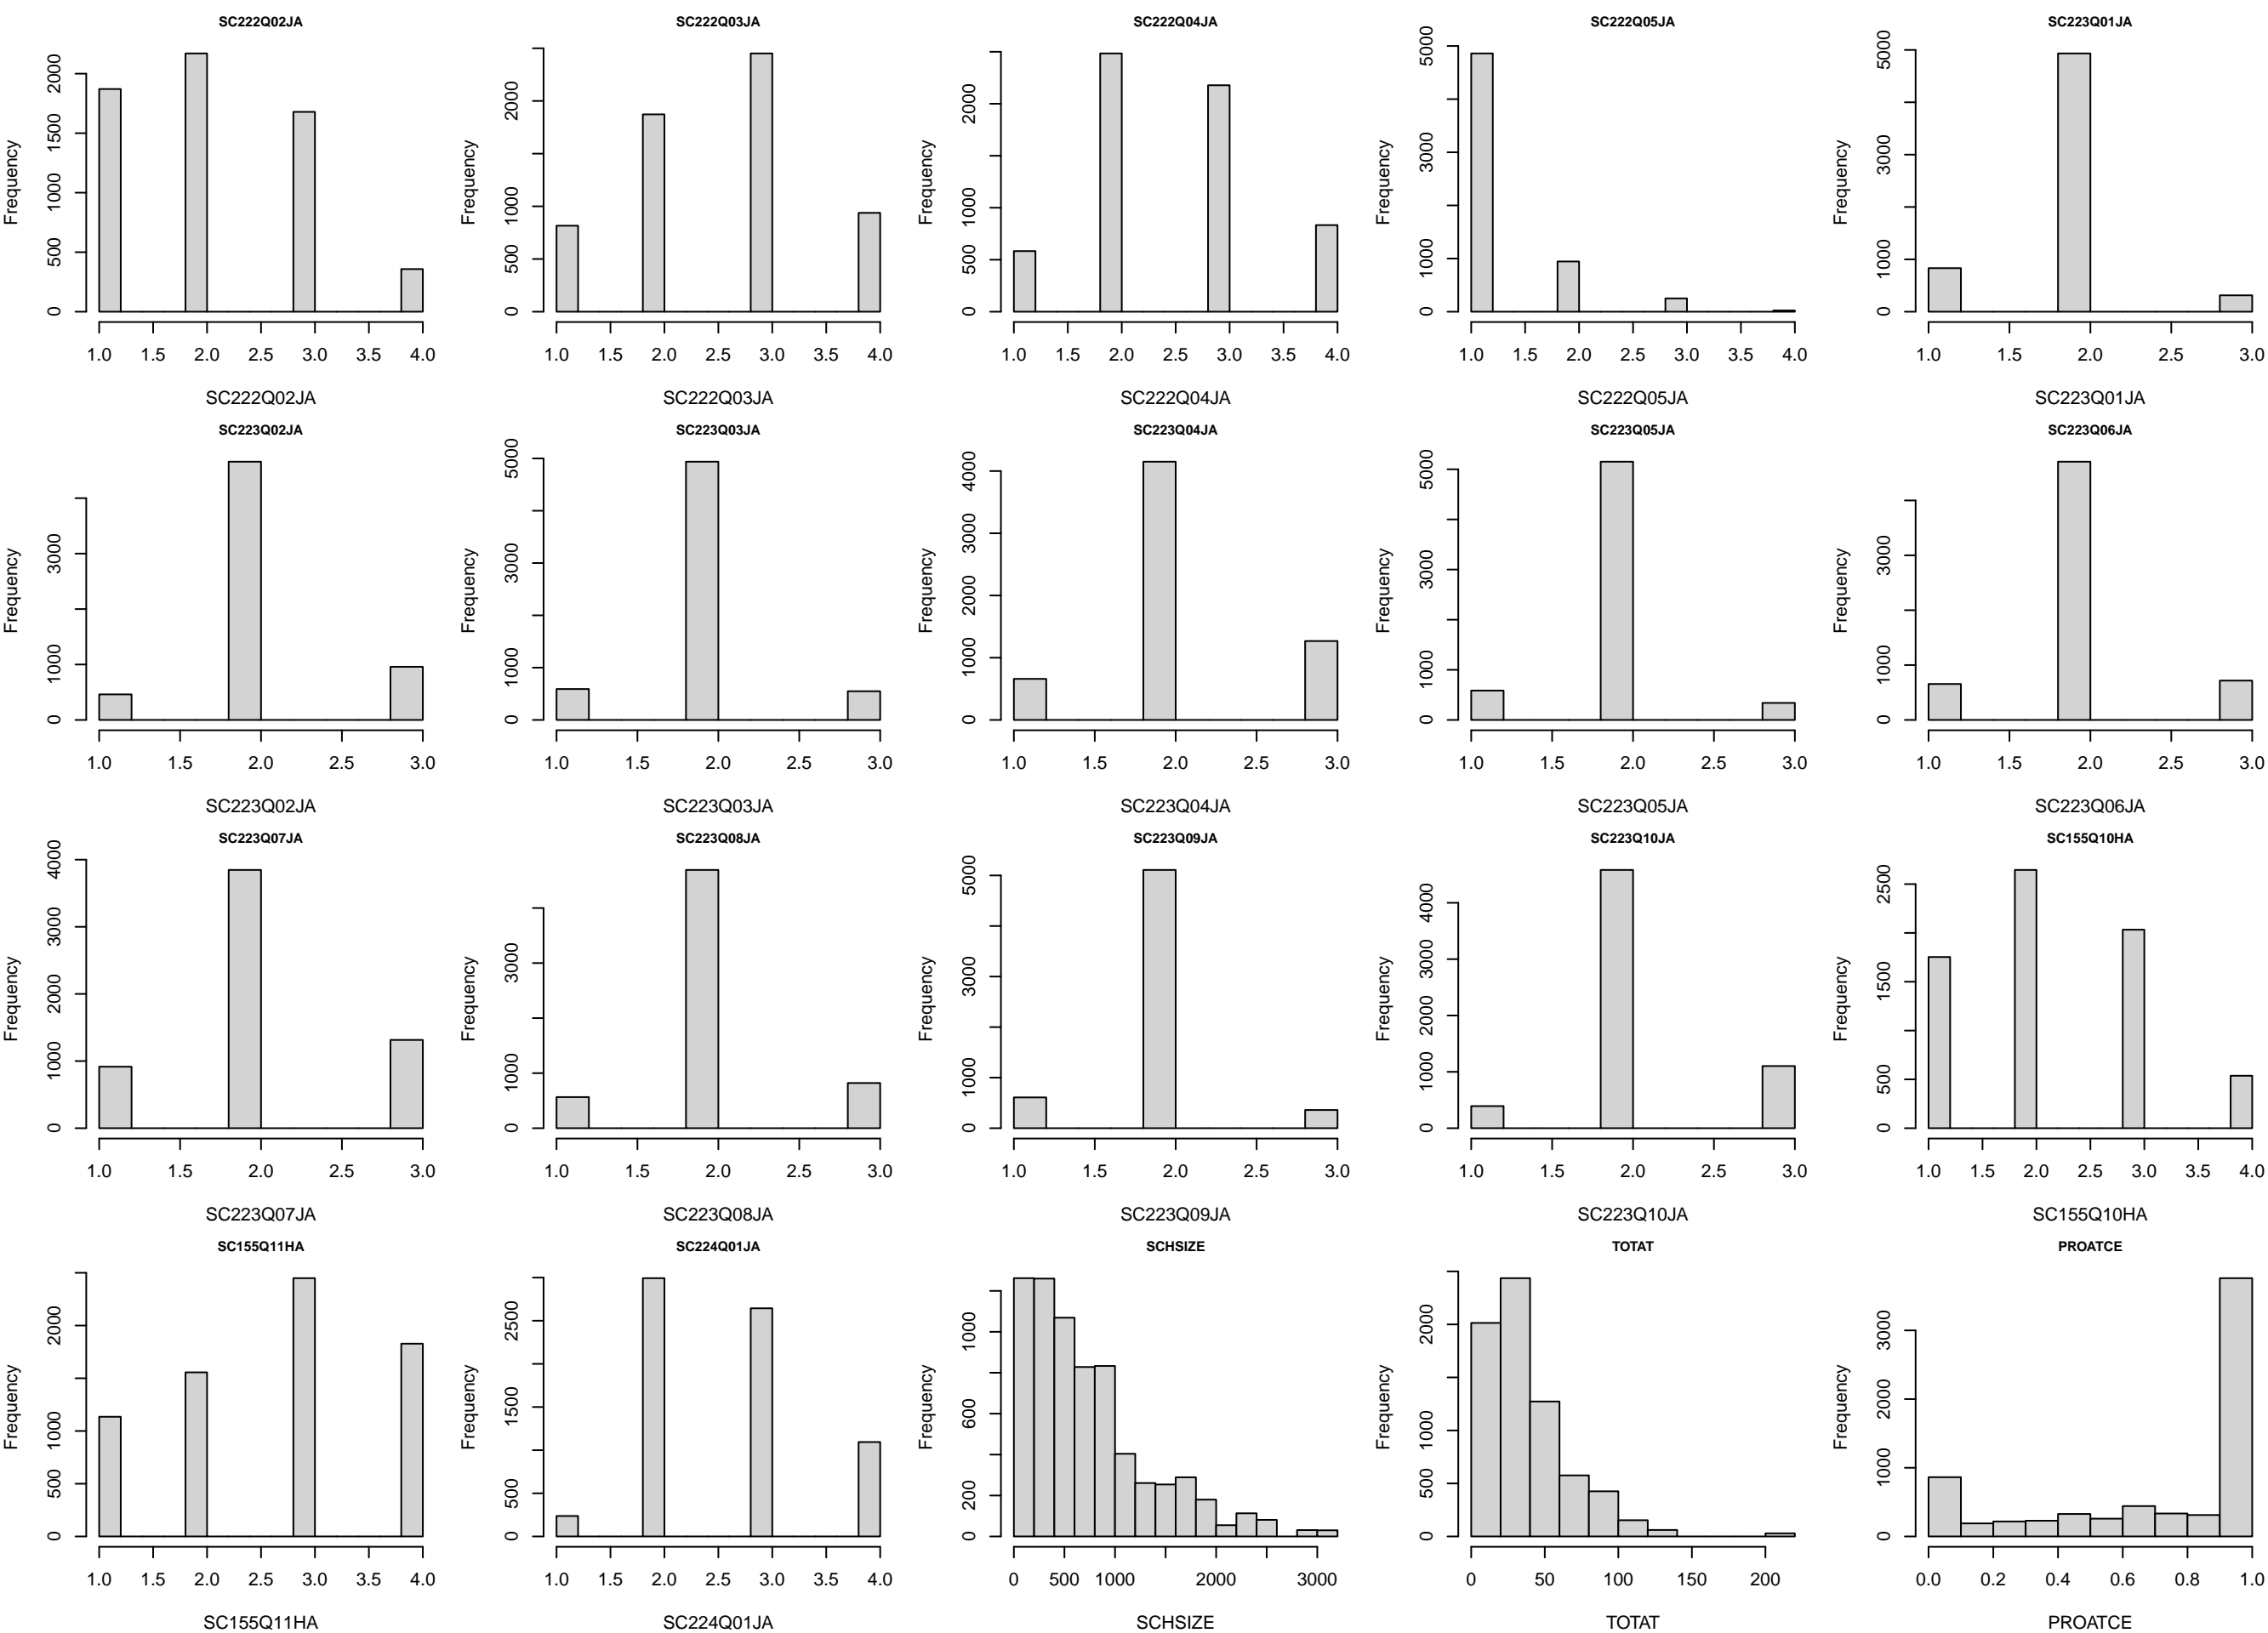 SC222Q02JA
SC222Q03JA
SC222Q04JA
SC222Q05JA
SC223Q01JA
Frequency
0 500 1000 1500 2000
1.0 1.5 2.0 2.5 3.0 3.5 4.0
SC222Q02JA
Frequency
0 500 1000 2000
1.0 1.5 2.0 2.5 3.0 3.5 4.0
SC222Q03JA
Frequency
0 500 1000 2000
1.0 1.5 2.0 2.5 3.0 3.5 4.0
SC222Q04JA
Frequency
0 1000 3000 5000
1.0 1.5 2.0 2.5 3.0 3.5 4.0
SC222Q05JA
Frequency
0 1000 3000 5000
1.0 1.5 2.0 2.5 3.0
SC223Q01JA
SC223Q02JA
SC223Q03JA
SC223Q04JA
SC223Q05JA
SC223Q06JA
Frequency
0 1000 3000
1.0 1.5 2.0 2.5 3.0
SC223Q02JA
Frequency
0 1000 3000 5000
1.0 1.5 2.0 2.5 3.0
SC223Q03JA
Frequency
0 1000 2000 3000 4000
1.0 1.5 2.0 2.5 3.0
SC223Q04JA
Frequency
0 1000 3000 5000
1.0 1.5 2.0 2.5 3.0
SC223Q05JA
Frequency
0 1000 3000
1.0 1.5 2.0 2.5 3.0
SC223Q06JA
SC223Q07JA
SC223Q08JA
SC223Q09JA
SC223Q10JA
SC155Q10HA
Frequency
0 1000 2000 3000 4000
1.0 1.5 2.0 2.5 3.0
SC223Q07JA
Frequency
0 1000 3000
1.0 1.5 2.0 2.5 3.0
SC223Q08JA
Frequency
0 1000 3000 5000
1.0 1.5 2.0 2.5 3.0
SC223Q09JA
Frequency
0 1000 2000 3000 4000
1.0 1.5 2.0 2.5 3.0
SC223Q10JA
Frequency
0 500 1500 2500
1.0 1.5 2.0 2.5 3.0 3.5 4.0
SC155Q10HA
SC155Q11HA
SC224Q01JA
SCHSIZE
TOTAT
PROATCE
Frequency
0 500 1000 2000
1.0 1.5 2.0 2.5 3.0 3.5 4.0
SC155Q11HA
Frequency
0 500 1500 2500
1.0 1.5 2.0 2.5 3.0 3.5 4.0
SC224Q01JA
Frequency
0 200 600 1000
0 500 1000 2000 3000
SCHSIZE
Frequency
0 500 1000 2000
0 50 100 150 200
TOTAT
Frequency
0 1000 2000 3000
0.0 0.2 0.4 0.6 0.8 1.0
PROATCE